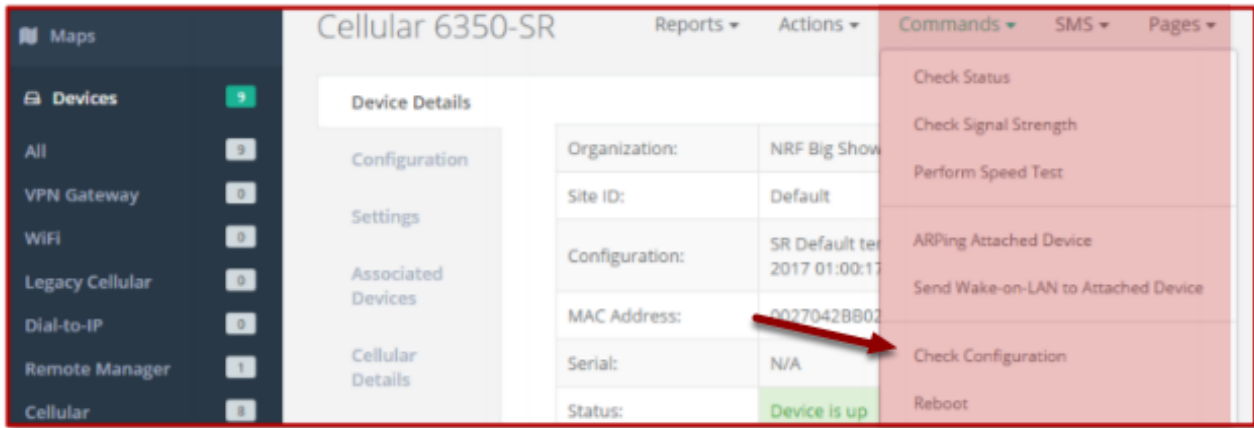 Maps
Devices 9
All 9
VPN Gateway 0
WiFi 0
Legacy Cellular 0
Dial-to-IP 0
Remote Manager 1
Cellular 8
Cellular 6350-SR
Reports Actions Commands SMS Pages
Device Details
Configuration
Settings
Associated
Devices
Cellular
Details
Organization: NRF Big Show
Site ID: Default
Configuration: SR Default ter
2017 01:00:17
MAC Address: 0027042BB02
Serial: N/A
Status: Device is up
Check Status
Check Signal Strength
Perform Speed Test
ARPing Attached Device
Send Wake-on-LAN to Attached Device
Check Configuration
Reboot